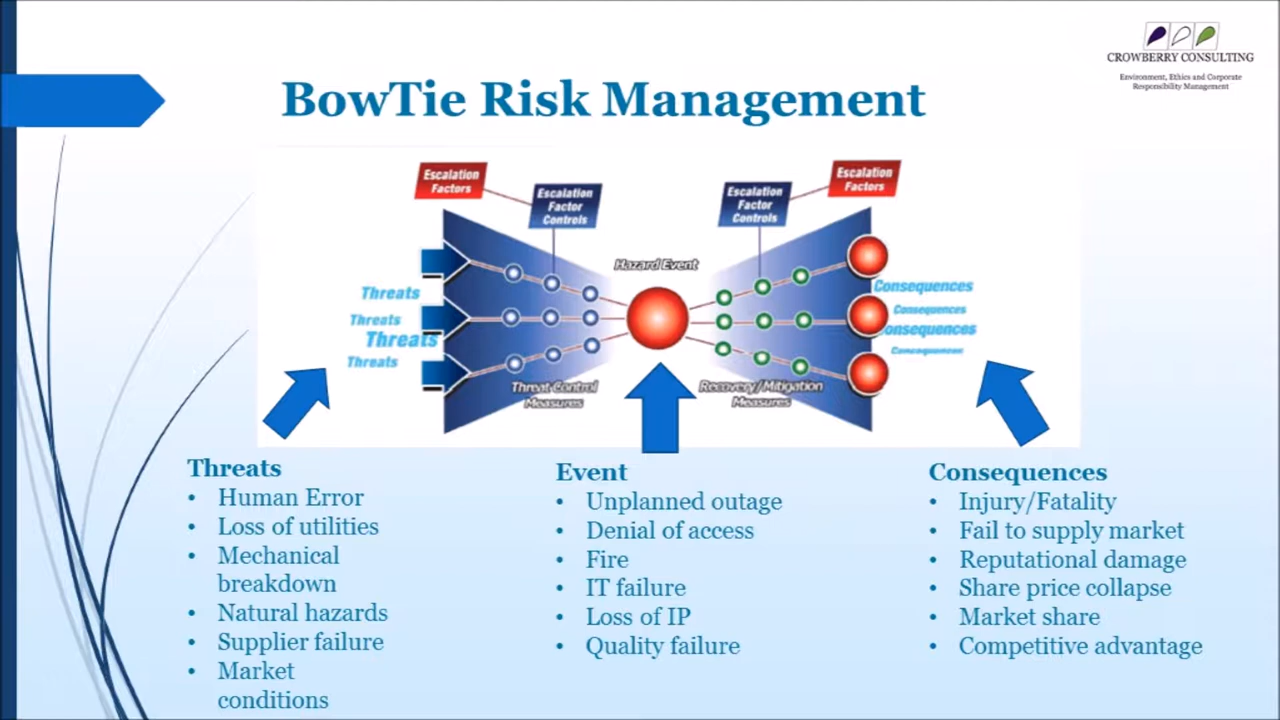 CROWBERRY CONSULTING
Environment, Ethics and Corporate
Responsibility Management
BowTie Risk Management
Escalation
Factors
Escalation
Factor
Controls
Escalation
Factor
Controls
Escalation
Factors
Hazard Event
Threats
Threats
Threats
Threats
Consequences
Consequences
Consequences
Consequences
Threat Control
Measures
Recovery/Mitigation
Measures
Threats
• Human Error
• Loss of utilities
• Mechanical
breakdown
• Natural hazards
• Supplier failure
• Market
conditions
Event
• Unplanned outage
• Denial of access
• Fire
• IT failure
• Loss of IP
• Quality failure
Consequences
• Injury/Fatality
• Fail to supply market
• Reputational damage
• Share price collapse
• Market share
• Competitive advantage